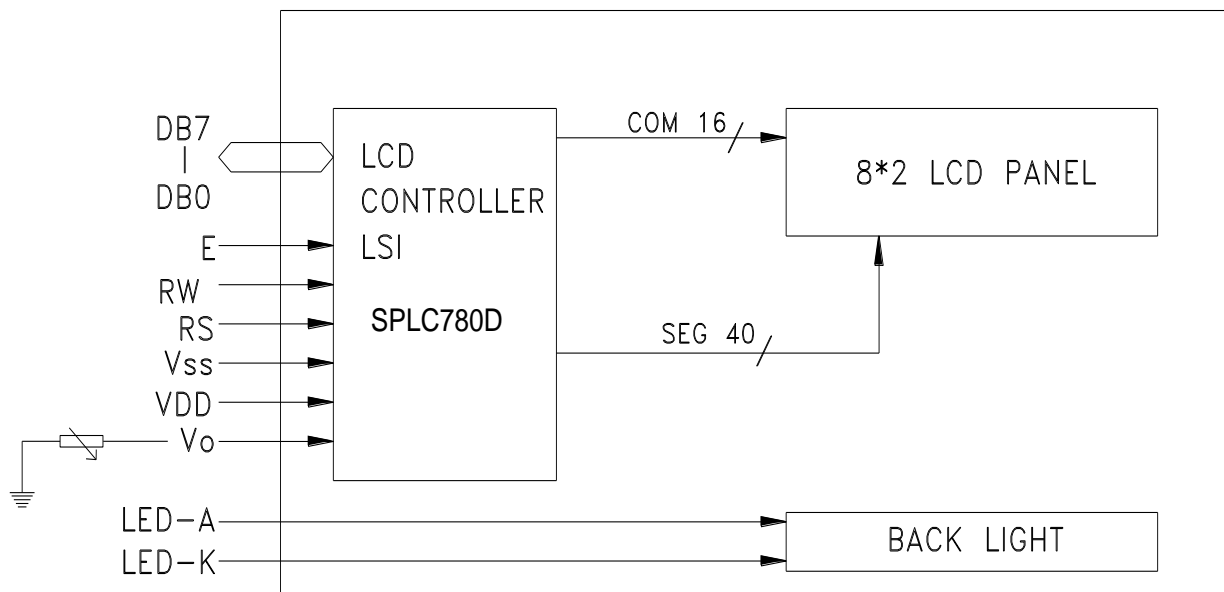 DB7
|
DB0
E
RW
RS
Vss
VDD
Vo
LED-A
LED-K
LCD
CONTROLLER
LSI
SPLC780D
COM 16
SEG 40
8*2 LCD PANEL
BACK LIGHT